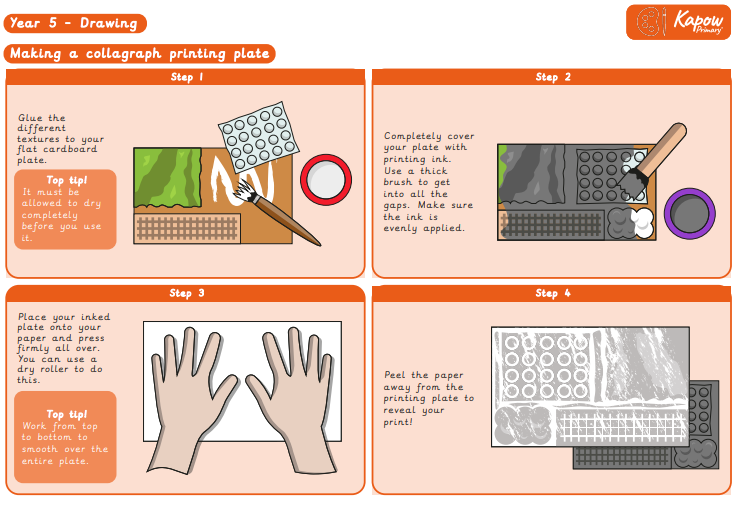 Year 5 - Drawing
Kapow
Primary
Making a collagraph printing plate
Step 1
Glue the
different
textures to your
flat cardboard
plate.
Top tip!
It must be
allowed to dry
completely
before you use
it.
Step 2
Completely cover
your plate with
printing ink.
Use a thick
brush to get
into all the
gaps. Make sure
the ink is
evenly applied.
Step 3
Place your inked
plate onto your
paper and press
firmly all over.
You can use a
dry roller to do
this.
Top tip!
Work from top
to bottom to
smooth over the
entire plate.
Step 4
Peel the paper
away from the
printing plate to
reveal your
print!